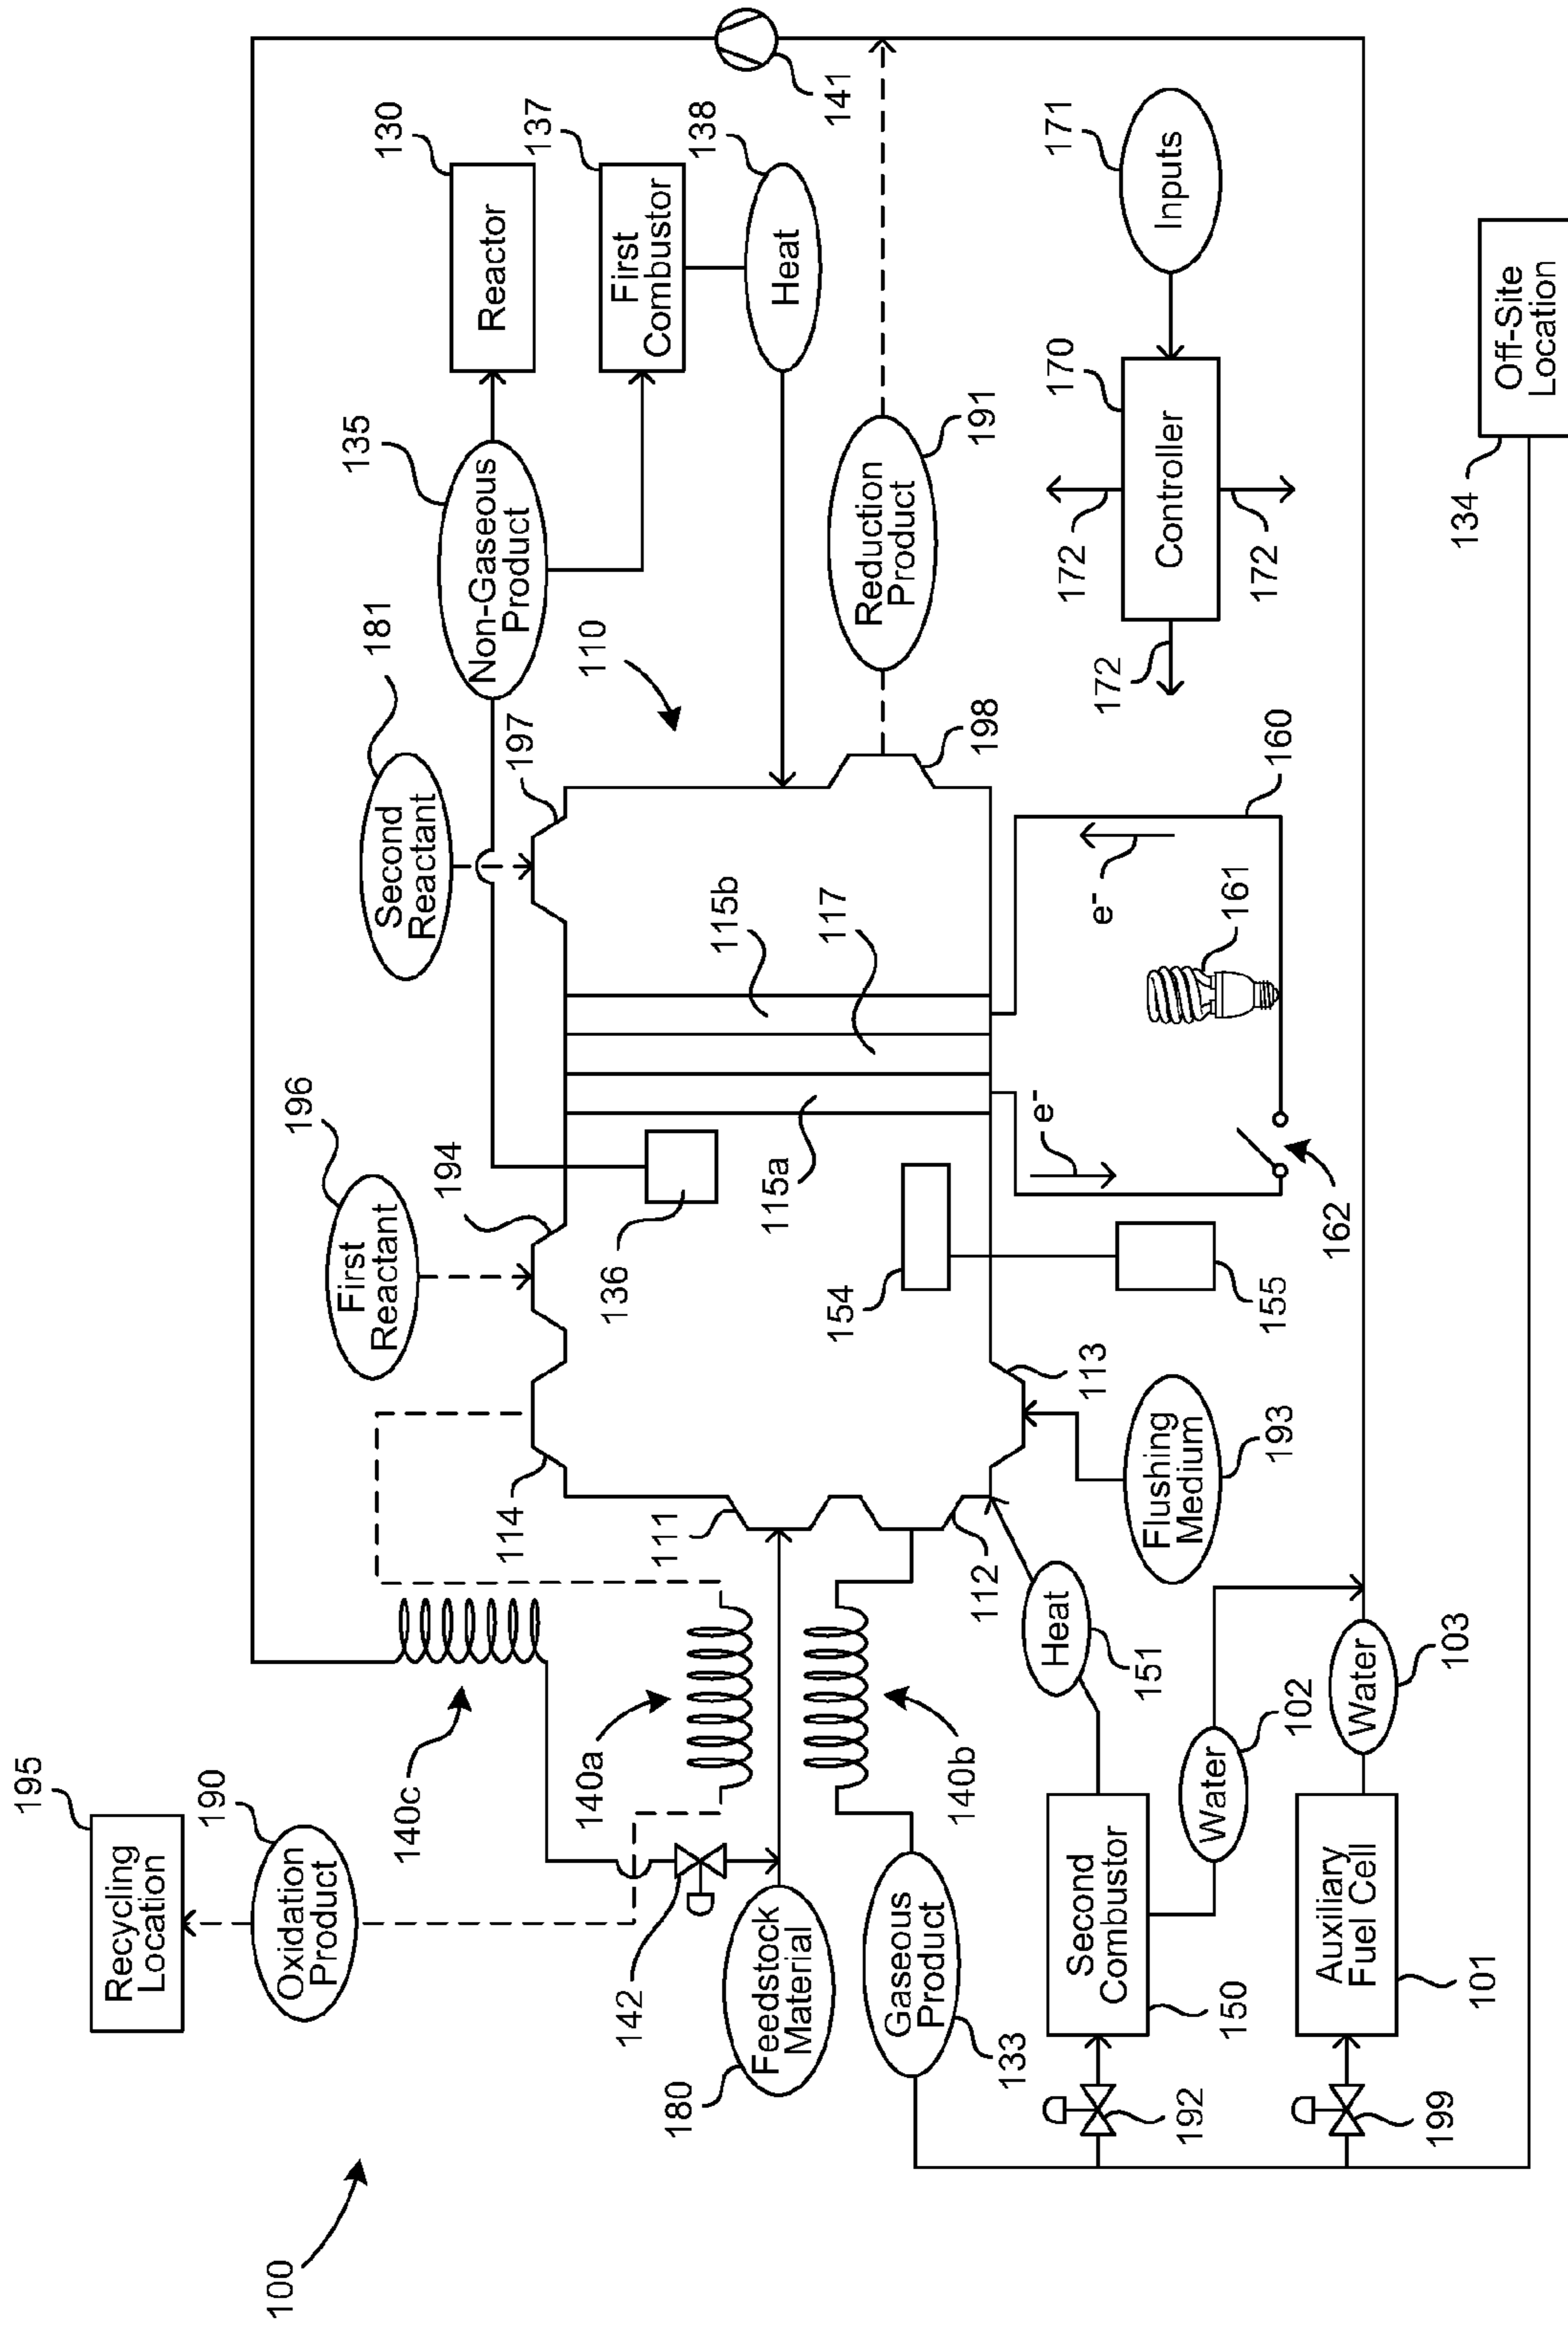 100
195
Recycling
Location
190
Oxidation
Product
140c
196
First
Reactant
194
181
Second
Reactant
197
135
Non-Gaseous
Product
130
Reactor
137
First
Combustor
138
Heat
141
110
114
111
140a
142
180
Feedstock
Material
136
115a
115b
117
Reduction
Product
191
198
133
Gaseous
Product
140b
112
151
Heat
154
155
113
Flushing
Medium
193
e-
e-
160
161
162
172
172
172
170
Controller
171
Inputs
192
150
Second
Combustor
Water
102
199
101
Auxiliary
Fuel Cell
Water
103
134
Off-Site
Location